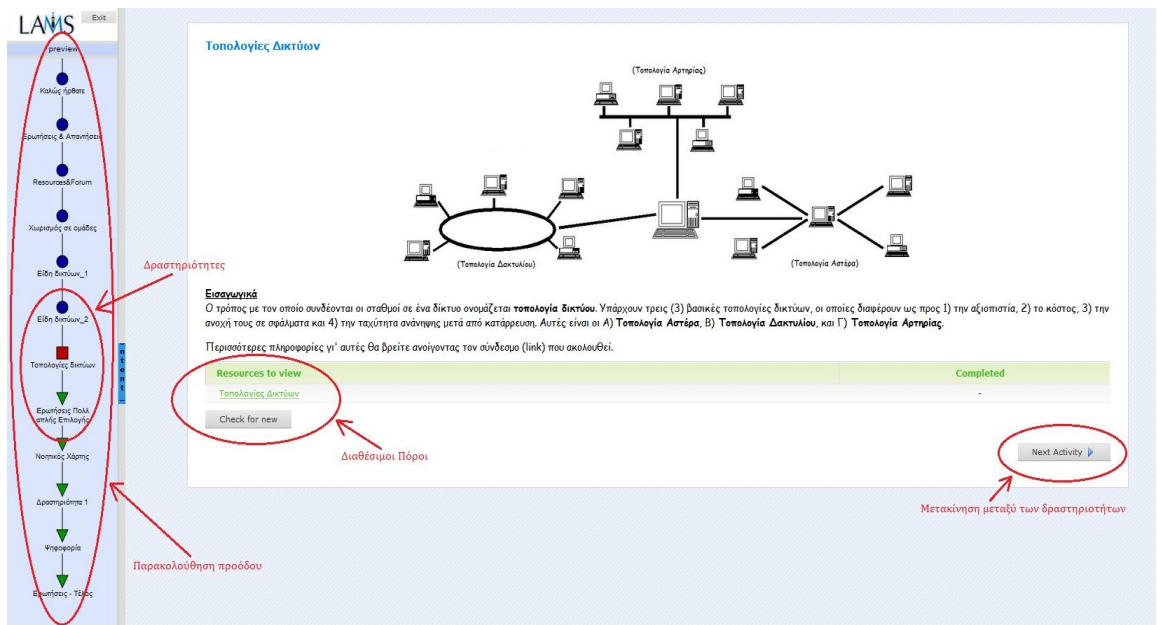 LAMS
Exit
preview
Καλώς ήρθατε
Ερωτήσεις & Απαντήσεις
Resources&Forum
Χωρισμός σε ομάδες
Είδη δικτύων_1
Είδη δικτύων_2
Τοπολογίες δικτύων
Ερωτήσεις Πολλ
απλής Επιλογής
Νοητικός Χάρτης
Δραστηριότητα 1
Ψηφοφορία
Ερωτήσεις - Τέλος
Δραστηριότητες
Παρακολούθηση προόδου
Τοπολογίες Δικτύων
(Τοπολογία Αρτηρίας)
(Τοπολογία Δακτυλίου)
(Τοπολογία Αστέρα)
Εισαγωγικά
Ο τρόπος με τον οποίο συνδέονται οι σταθμοί σε ένα δίκτυο ονομάζεται τοπολογία δικτύου. Υπάρχουν τρεις (3) βασικές τοπολογίες δικτύων, οι οποίες διαφέρουν ως προς 1) την αξιοπιστία, 2) το κόστος, 3) την
ανοχή τους σε σφάλματα και 4) την ταχύτητα ανάνηψης μετά από κατάρρευση. Αυτές είναι οι Α) Τοπολογία Αστέρα, Β) Τοπολογία Δακτυλίου, και Γ) Τοπολογία Αρτηρίας.
Περισσότερες πληροφορίες γι' αυτές θα βρείτε ανοίγοντας τον σύνδεσμο (link) που ακολουθεί.
Resources to view Completed
Τοπολογίες Δικτύων -
Check for new
Διαθέσιμοι Πόροι
Next Activity
Μετακίνηση μεταξύ των δραστηριοτήτων